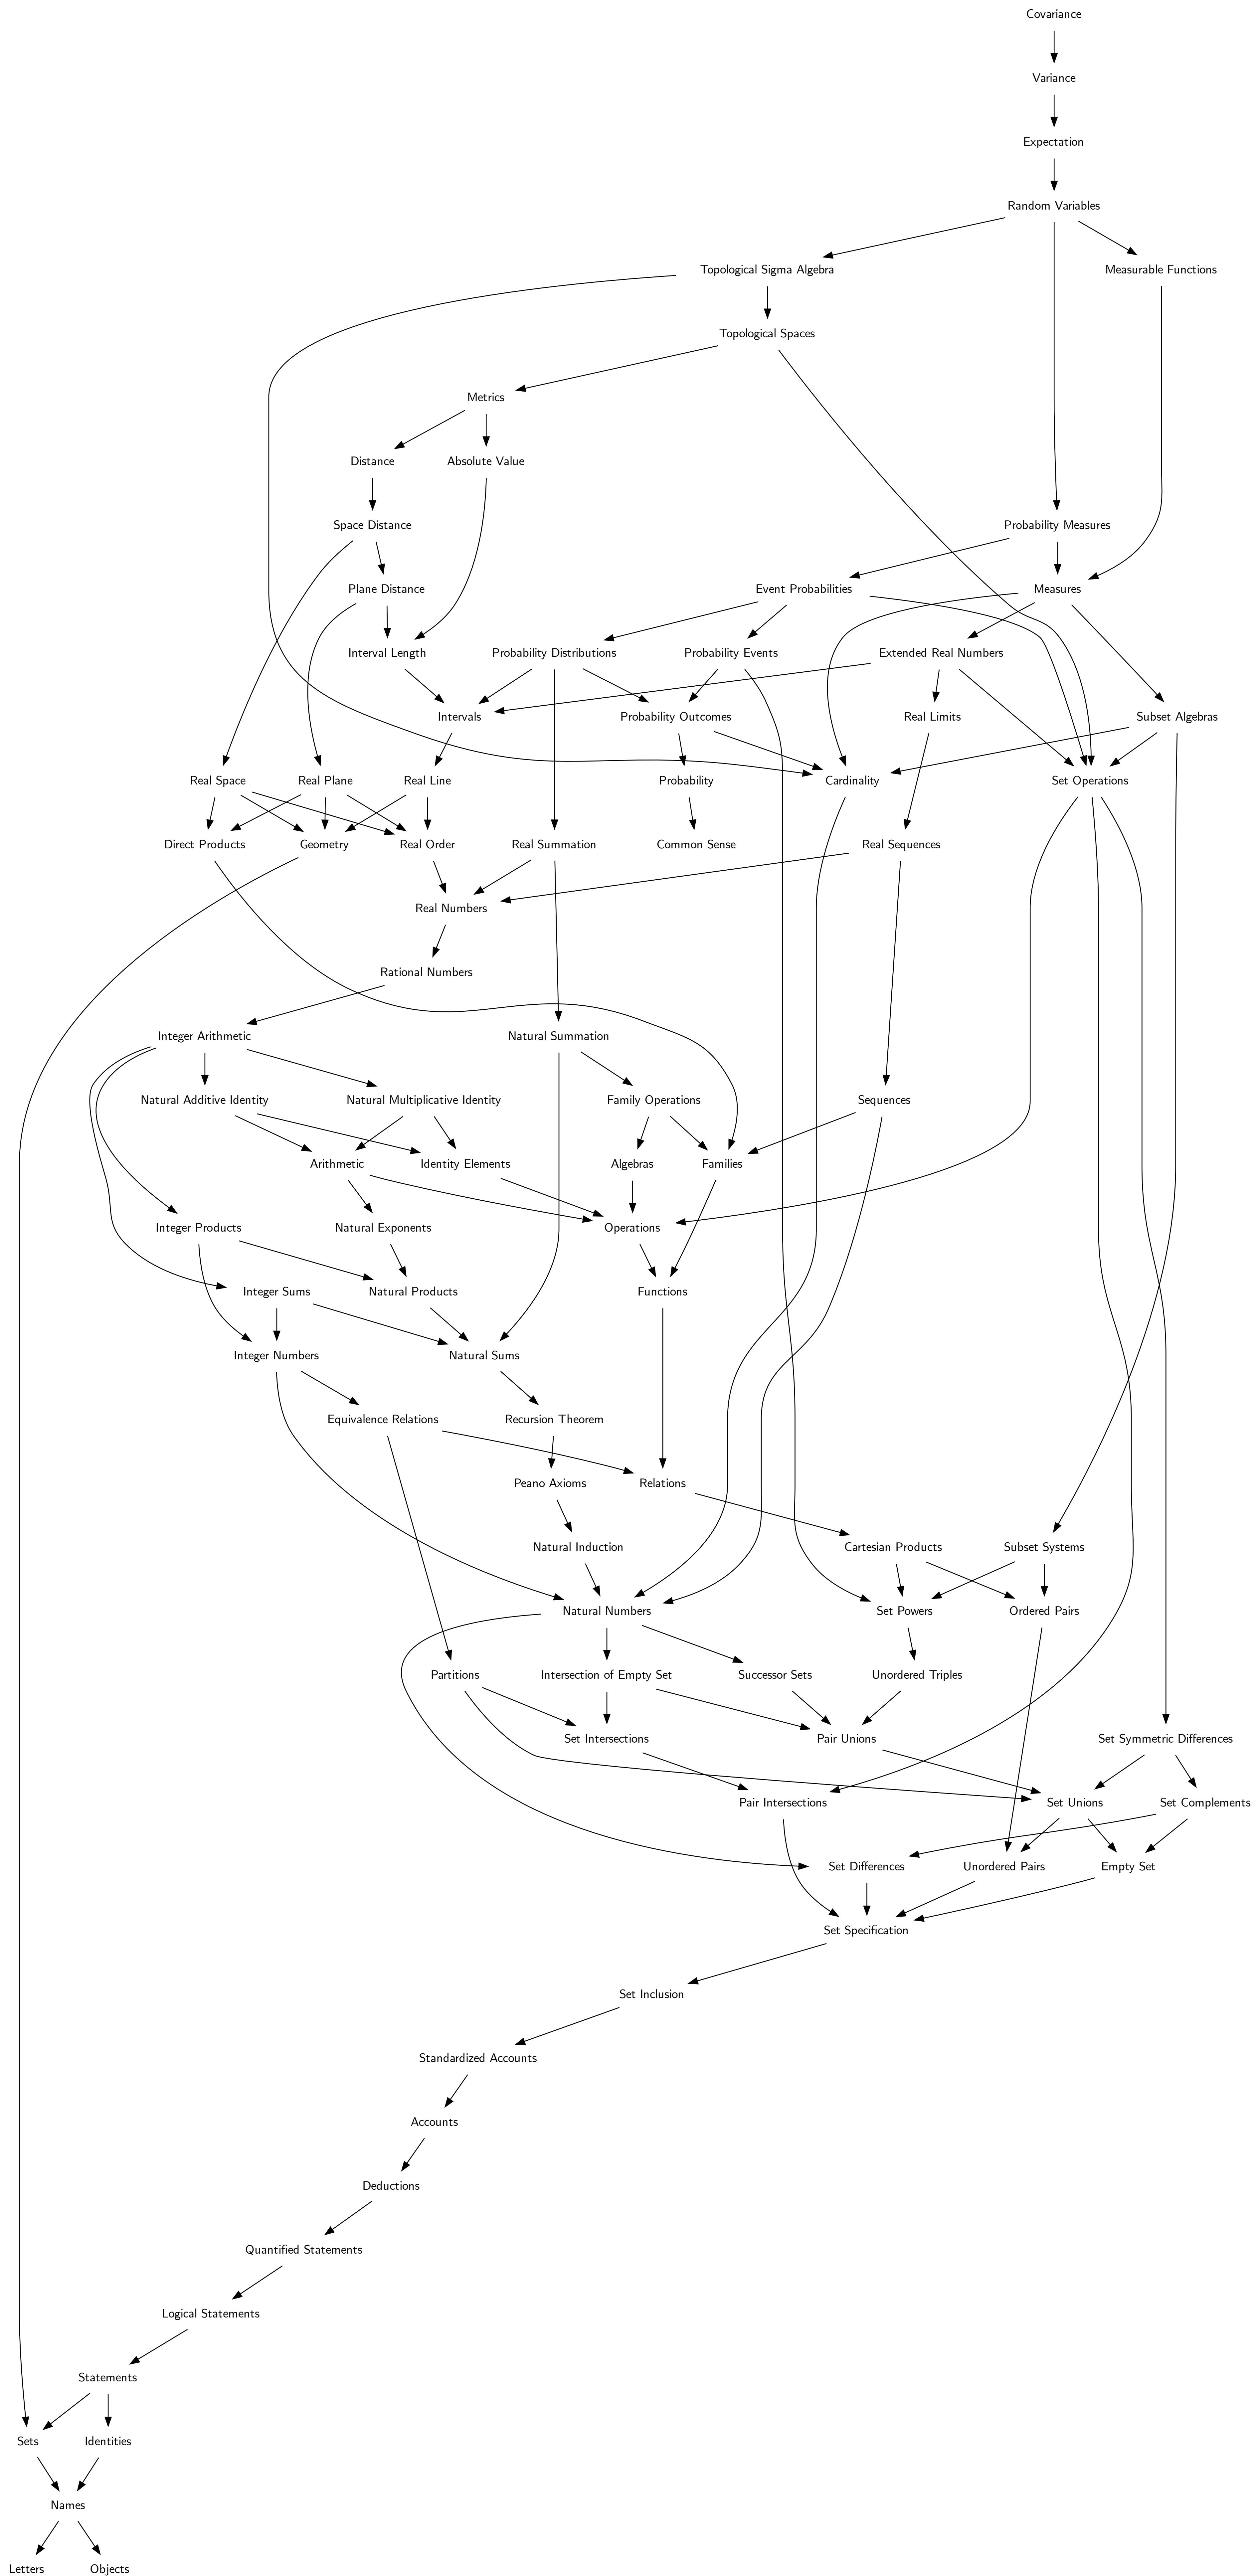 Covariance
Variance
Expectation
Random Variables
Topological Sigma Algebra
Measurable Functions
Topological Spaces
Metrics
Distance
Absolute Value
Space Distance
Probability Measures
Plane Distance
Event Probabilities
Measures
Interval Length
Probability Distributions
Probability Events
Extended Real Numbers
Intervals
Probability Outcomes
Real Limits
Subset Algebras
Real Space
Real Plane
Real Line
Probability
Cardinality
Set Operations
Direct Products
Geometry
Real Order
Real Summation
Common Sense
Real Sequences
Real Numbers
Rational Numbers
Integer Arithmetic
Natural Summation
Natural Additive Identity
Natural Multiplicative Identity
Family Operations
Sequences
Arithmetic
Identity Elements
Algebras
Families
Integer Products
Natural Exponents
Operations
Integer Sums
Natural Products
Functions
Integer Numbers
Natural Sums
Equivalence Relations
Recursion Theorem
Peano Axioms
Relations
Natural Induction
Cartesian Products
Subset Systems
Natural Numbers
Set Powers
Ordered Pairs
Partitions
Intersection of Empty Set
Successor Sets
Unordered Triples
Set Intersections
Pair Unions
Set Symmetric Differences
Pair Intersections
Set Unions
Set Complements
Set Differences
Unordered Pairs
Empty Set
Set Specification
Set Inclusion
Standardized Accounts
Accounts
Deductions
Quantified Statements
Logical Statements
Statements
Sets
Identities
Names
Letters
Objects